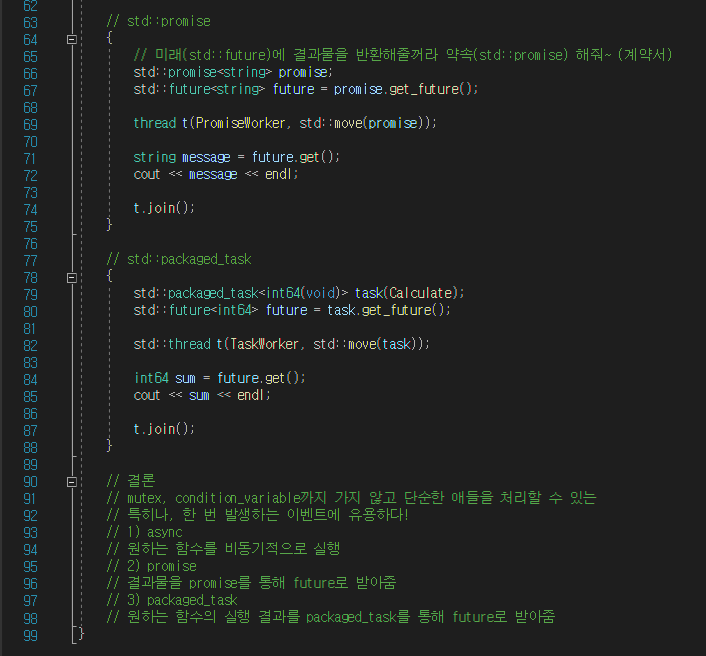 62
63 // std::promise
64 {
65 // 미래(std::future)에 결과물을 반환해줄꺼라 약속(std::promise) 해줘~ (계약서)
66 std::promise<string> promise;
67 std::future<string> future = promise.get_future();
68
69 thread t(PromiseWorker, std::move(promise));
70
71 string message = future.get();
72 cout << message << endl;
73
74 t.join();
75 }
76
77 // std::packaged_task
78 {
79 std::packaged_task<int64(void)> task(Calculate);
80 std::future<int64> future = task.get_future();
81
82 std::thread t(TaskWorker, std::move(task));
83
84 int64 sum = future.get();
85 cout << sum << endl;
86
87 t.join();
88 }
89
90 // 결론
91 // mutex, condition_variable까지 가지 않고 단순한 애들을 처리할 수 있는
92 // 특히나, 한 번 발생하는 이벤트에 유용하다!
93 // 1) async
94 // 원하는 함수를 비동기적으로 실행
95 // 2) promise
96 // 결과물을 promise를 통해 future로 받아줌
97 // 3) packaged_task
98 // 원하는 함수의 실행 결과를 packaged_task를 통해 future로 받아줌
99 }